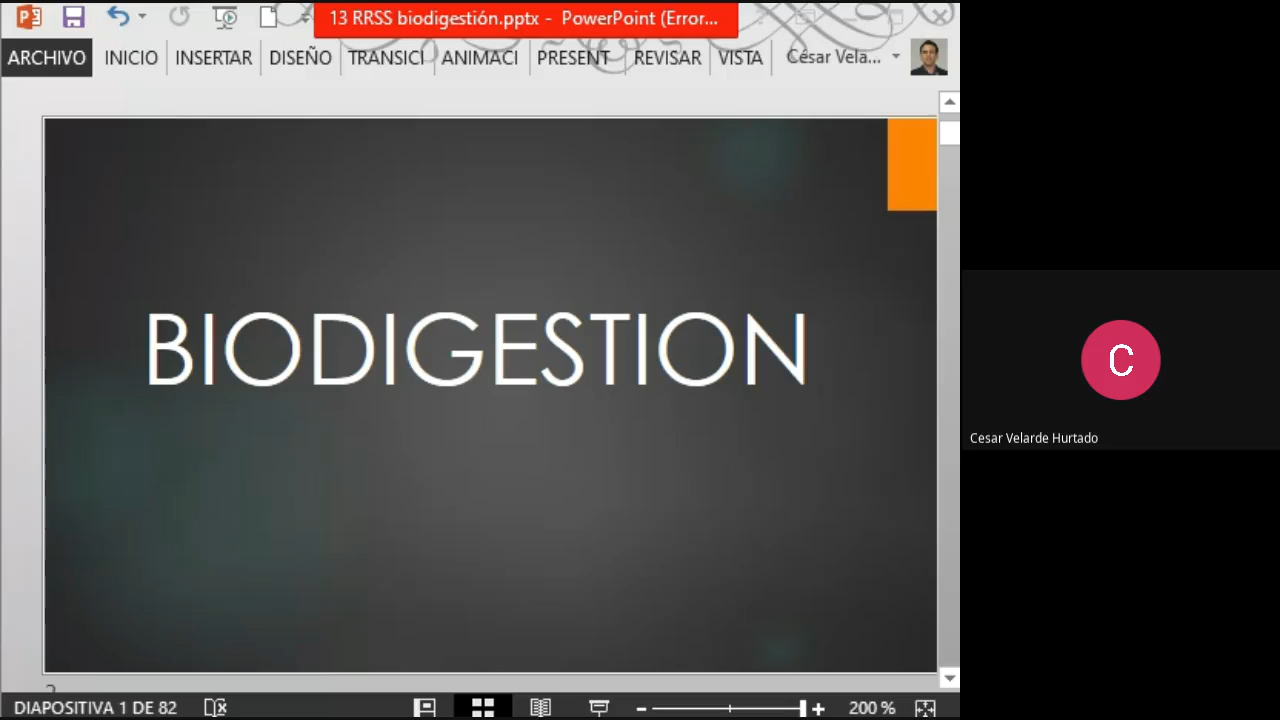 13 RRSS biodigestión.pptx - PowerPoint (Error...
ARCHIVO INICIO INSERTAR DISEÑO TRANSICI ANIMACI PRESENT REVISAR VISTA César Vela...
BIODIGESTION
C
Cesar Velarde Hurtado
DIAPOSITIVA 1 DE 82 200 %